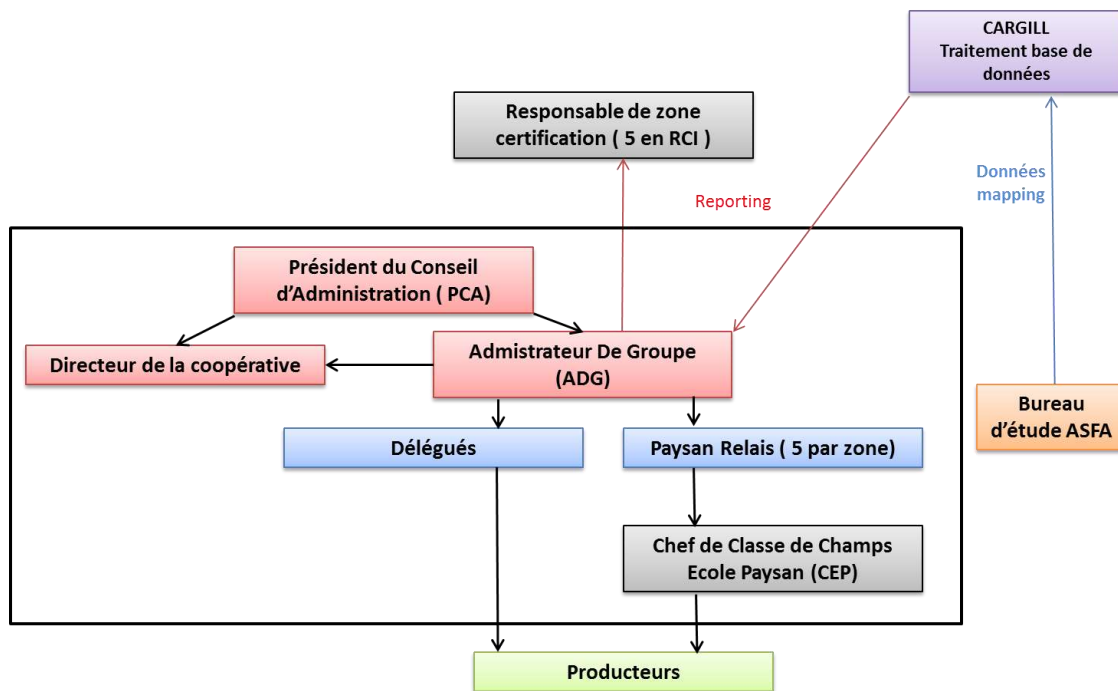 CARGILL
Traitement base de
données
Responsable de zone
certification ( 5 en RCI )
Données
mapping
Reporting
Président du Conseil
d'Administration ( PCA)
Directeur de la coopérative
Admistrateur De Groupe
(ADG)
Bureau
d'étude ASFA
Délégués
Paysan Relais ( 5 par zone)
Chef de Classe de Champs
Ecole Paysan (CEP)
Producteurs